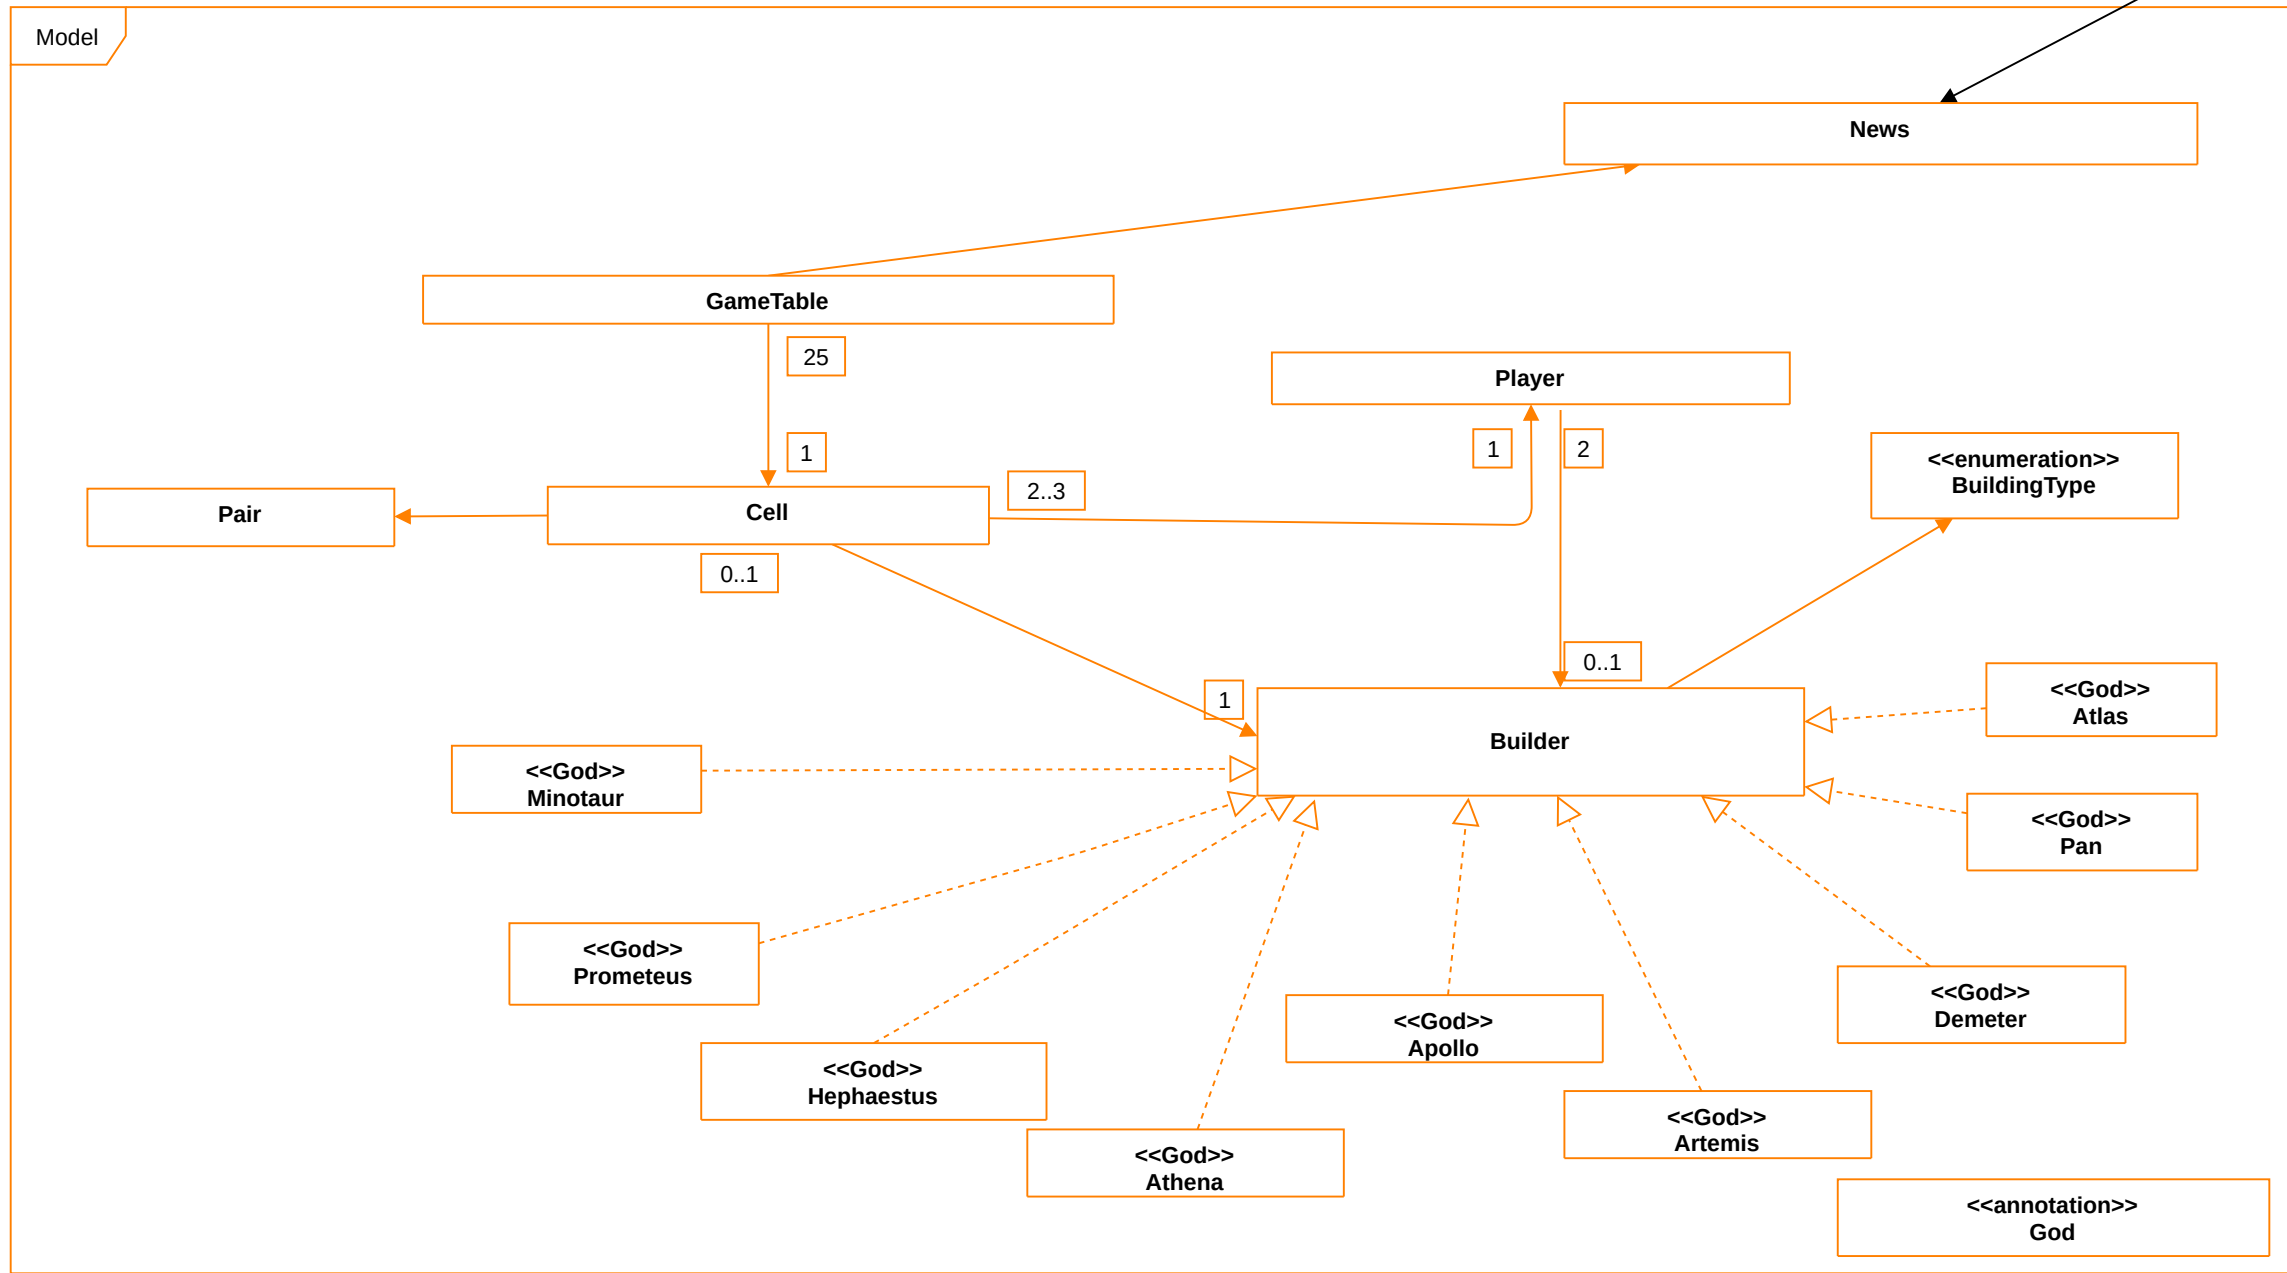 Model
News
GameTable
25
Player
1
1
2
<<enumeration>>
BuildingType
Pair
Cell
2..3
0..1
0..1
1
<<God>>
Atlas
Builder
<<God>>
Minotaur
<<God>>
Pan
<<God>>
Prometeus
<<God>>
Demeter
<<God>>
Apollo
<<God>>
Hephaestus
<<God>>
Artemis
<<God>>
Athena
<<annotation>>
God